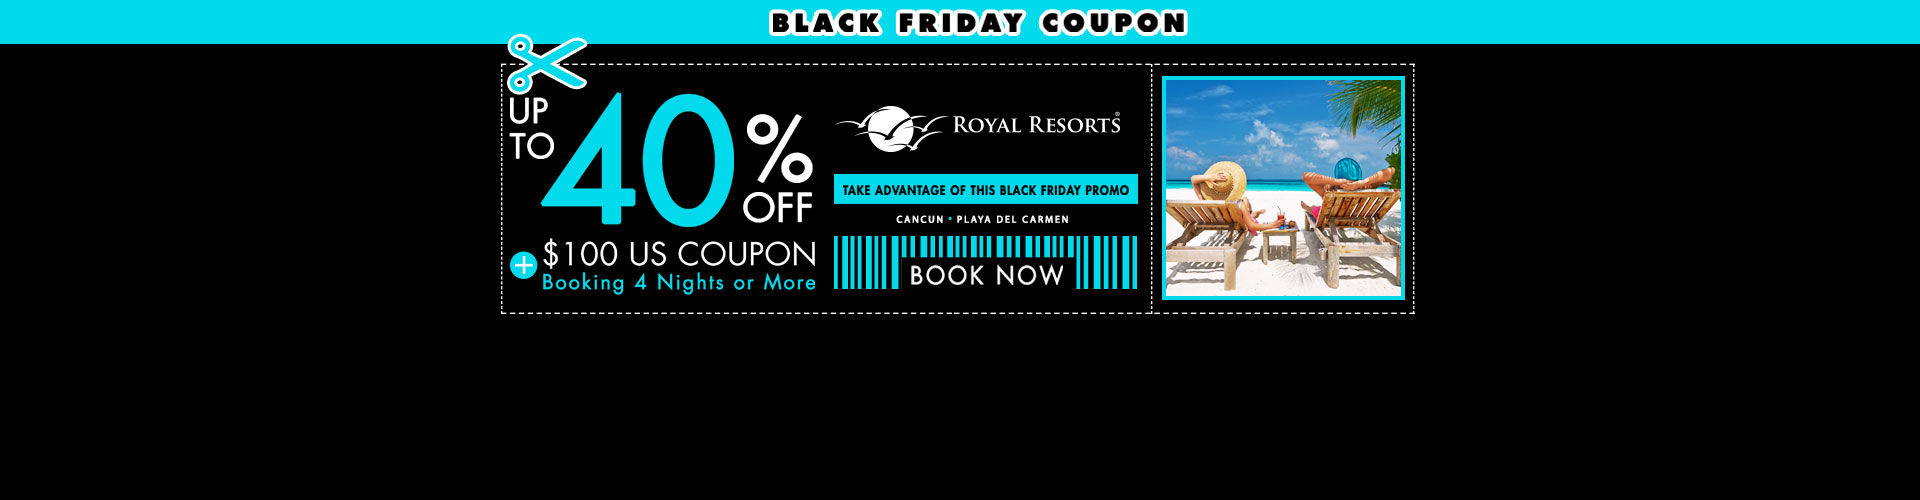 BLACK FRIDAY COUPON
UP
TO
40%
OFF
+ $100 US COUPON
Booking 4 Nights or More
ROYAL RESORTS®
TAKE ADVANTAGE OF THIS BLACK FRIDAY PROMO
CANCUN • PLAYA DEL CARMEN
BOOK NOW